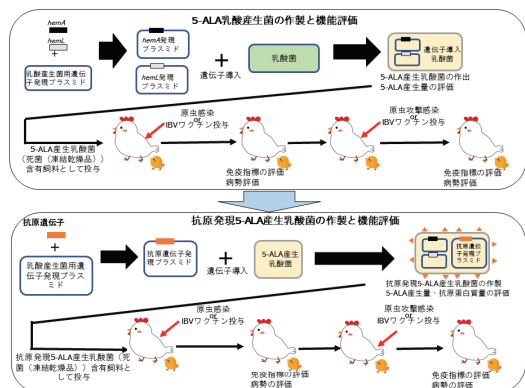 5-ALA乳酸産生菌の作製と機能評価
hemA
hemL
+
乳酸産生菌用遺伝
子発現プラスミド
hemA発現
プラスミド
hemL発現
プラスミド
+
遺伝子導入
乳酸菌
遺伝子導入
乳酸菌
5-ALA産生乳酸菌の作出
5-ALA産生量の評価
5-ALA産生乳酸菌
(死菌(凍結乾燥品))
含有飼料として投与
原虫感染
or
IBVワクチン投与
免疫指標の評価
病勢評価
原虫攻撃感染
or
IBVワクチン投与
免疫指標の評価
病勢評価
抗原発現5-ALA産生乳酸菌の作製と機能評価
抗原遺伝子
+
乳酸産生菌用遺
伝子発現プラス
ミド
抗原遺伝子発
現プラスミド
+
遺伝子導入
5-ALA産生
乳酸菌
抗原遺伝
子発現プ
ラスミド
抗原発現5-ALA産生乳酸菌の作製
5-ALA産生量・抗原蛋白質量の評価
抗原発現5-ALA産生乳酸菌(死
菌(凍結乾燥品))含有飼料とし
て投与
原虫感染
or
IBVワクチン投与
免疫指標の評価
病勢の評価
原虫攻撃感染
or
IBVワクチン投与
免疫指標の評価
病勢の評価